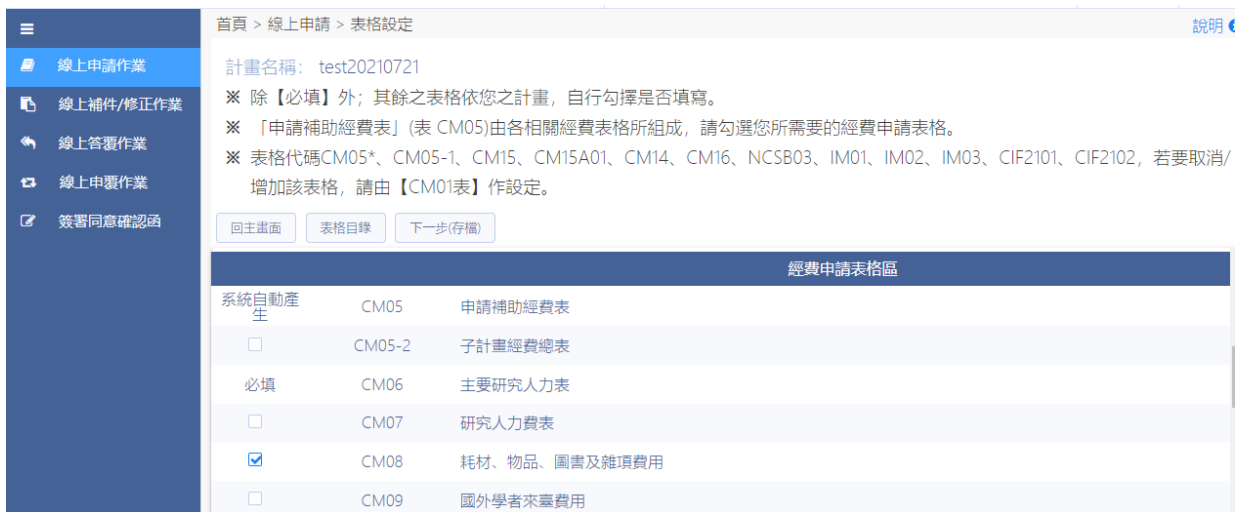 首頁 > 線上申請 > 表格設定
說明
線上申請作業
線上補件/修正作業
線上答覆作業
線上申覆作業
簽署同意確認函
計畫名稱: test20210721
※ 除【必填】外；其餘之表格依您之計畫，自行勾擇是否填寫。
※ 「申請補助經費表」(表 CM05)由各相關經費表格所組成，請勾選您所需要的經費申請表格。
※ 表格代碼CM05*、CM05-1、CM15、CM15A01、CM14、CM16、NCSB03、IM01、IM02、IM03、CIF2101、CIF2102，若要取消/
增加該表格，請由【CM01表】作設定。
回主畫面 表格目錄 下一步(存檔)
經費申請表格區
系統自動產
生 CM05 申請補助經費表
CM05-2 子計畫經費總表
必填 CM06 主要研究人力表
CM07 研究人力費表
CM08 耗材、物品、圖書及雜項費用
CM09 國外學者來臺費用